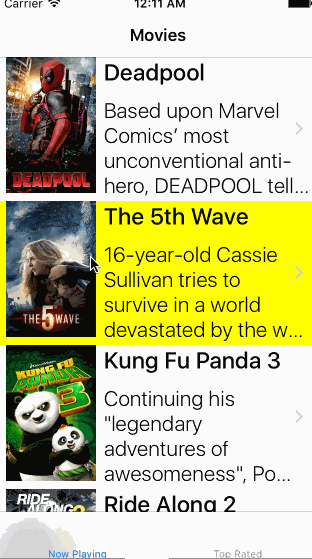 Carrier 12:11 AM
Movies
Deadpool
Based upon Marvel
Comics’ most
unconventional anti-
hero, DEADPOOL tell...
DEADPOOL
The 5th Wave
16-year-old Cassie
Sullivan tries to
survive in a world
devastated by the w...
THE 5 WAVE
Kung Fu Panda 3
KUNG FU
PANDA
3
Continuing his
"legendary
adventures of
awesomeness", Po...
Ride Along 2
RIDE
ALONG 2
Now Playing
Top Rated